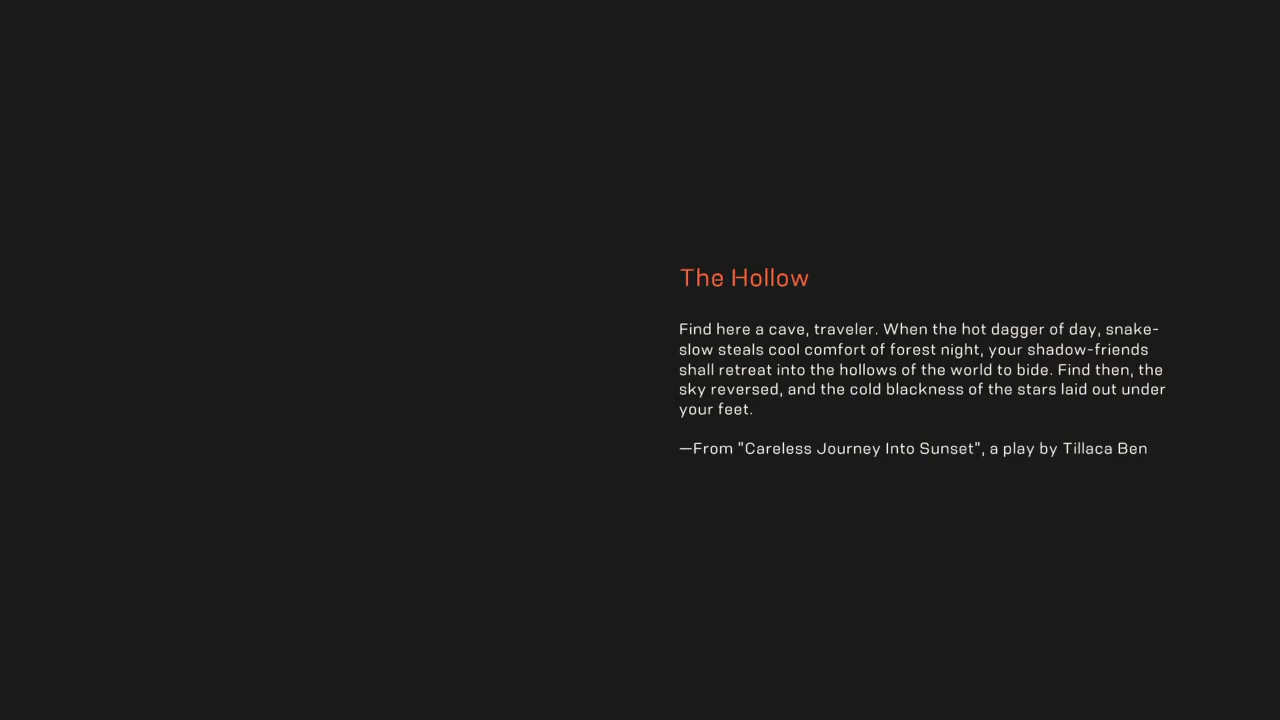 The Hollow
Find here a cave, traveler. When the hot dagger of day, snake-
slow steals cool comfort of forest night, your shadow-friends
shall retreat into the hollows of the world to bide. Find then, the
sky reversed, and the cold blackness of the stars laid out under
your feet.
—From "Careless Journey Into Sunset", a play by Tillaca Ben